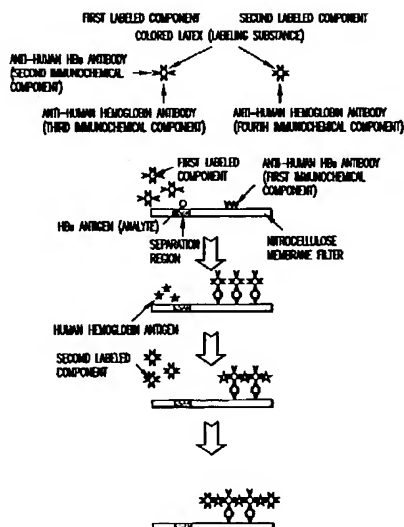 FIRST LABELED COMPONENT
SECOND LABELED COMPONENT
COLORED LATEX (LABELING SUBSTANCE)
ANTI-HUMAN HBs ANTIBODY
(SECOND IMMUNOCHEMICAL
COMPONENT)
ANTI-HUMAN HEMOGLOBIN ANTIBODY
(THIRD IMMUNOCHEMICAL COMPONENT)
ANTI-HUMAN HEMOGLOBIN ANTIBODY
(FOURTH IMMUNOCHEMICAL COMPONENT)
FIRST LABELED
COMPONENT
ANTI-HUMAN HBs ANTIBODY
(FIRST IMMUNOCHEMICAL
COMPONENT)
HBs ANTIGEN (ANALYTE)
SEPARATION
REGION
NITROCELLULOSE
MEMBRANE FILTER
HUMAN HEMOGLOBIN ANTIGEN
SECOND LABELED
COMPONENT